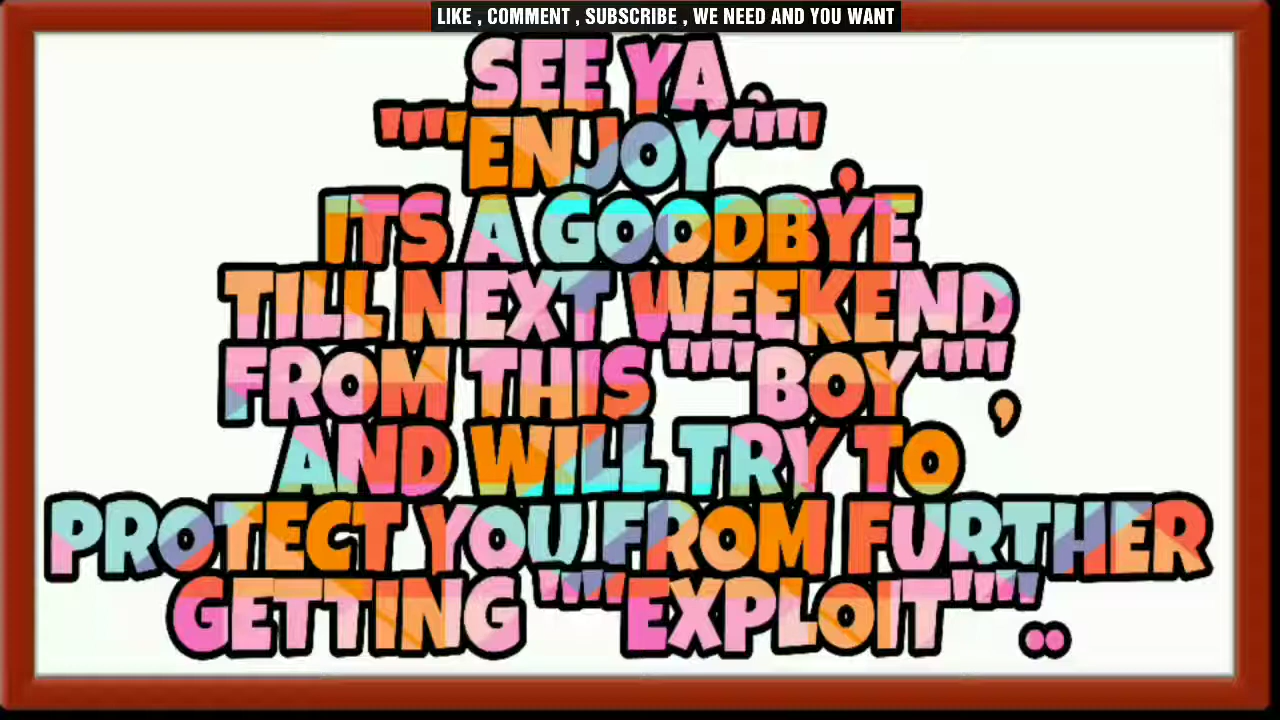 LIKE , COMMENT , SUBSCRIBE , WE NEED AND YOU WANT
SEE YA ,
""""ENJOY"""" ,
ITS A GOODBYE
TILL NEXT WEEKEND
FROM THIS """"BOY"""" ,
AND WILL TRY TO
PROTECT YOU FROM FURTHER
GETTING """"EXPLOIT""""..